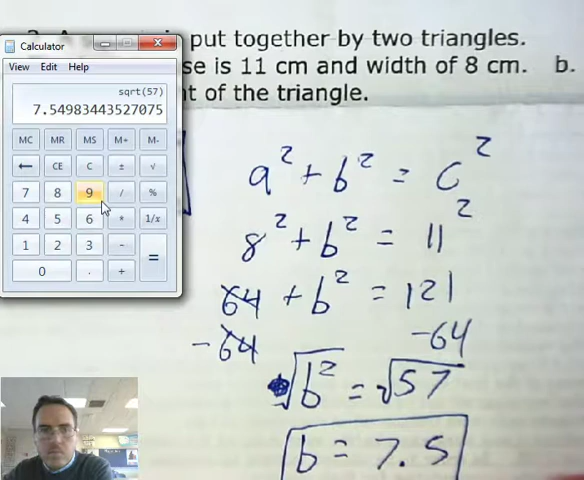 put together by two triangles.
se is 11 cm and width of 8 cm. b.
t of the triangle.
Calculator
View Edit Help
sqrt(57)
7.54983443527075
MC MR MS M+ M-
← CE C ± √
7 8 9 / %
4 5 6 * 1/x
1 2 3 - =
0 . +
a² + b² = c²
8² + b² = 11²
64 + b² = 121
-64 -64
√b² = √57
b = 7.5